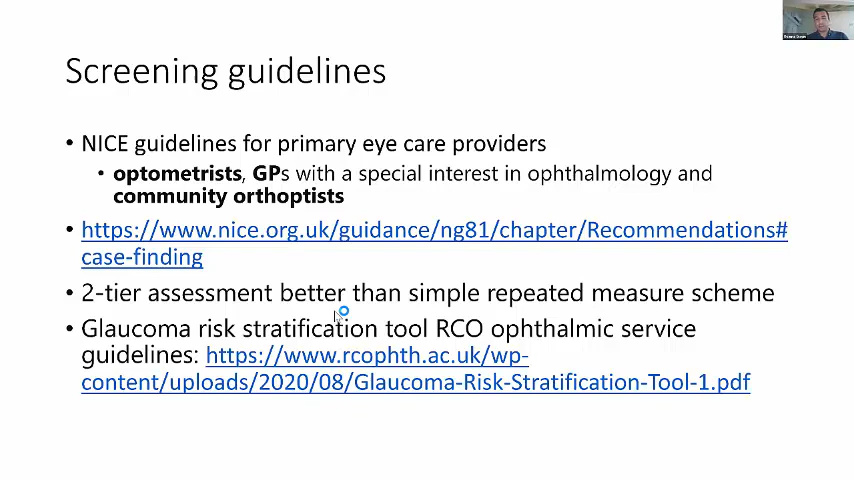 Screening guidelines
• NICE guidelines for primary eye care providers
• optometrists, GPs with a special interest in ophthalmology and
community orthoptists
• https://www.nice.org.uk/guidance/ng81/chapter/Recommendations#
case-finding
• 2-tier assessment better than simple repeated measure scheme
• Glaucoma risk stratification tool RCO ophthalmic service
guidelines: https://www.rcophth.ac.uk/wp-
content/uploads/2020/08/Glaucoma-Risk-Stratification-Tool-1.pdf